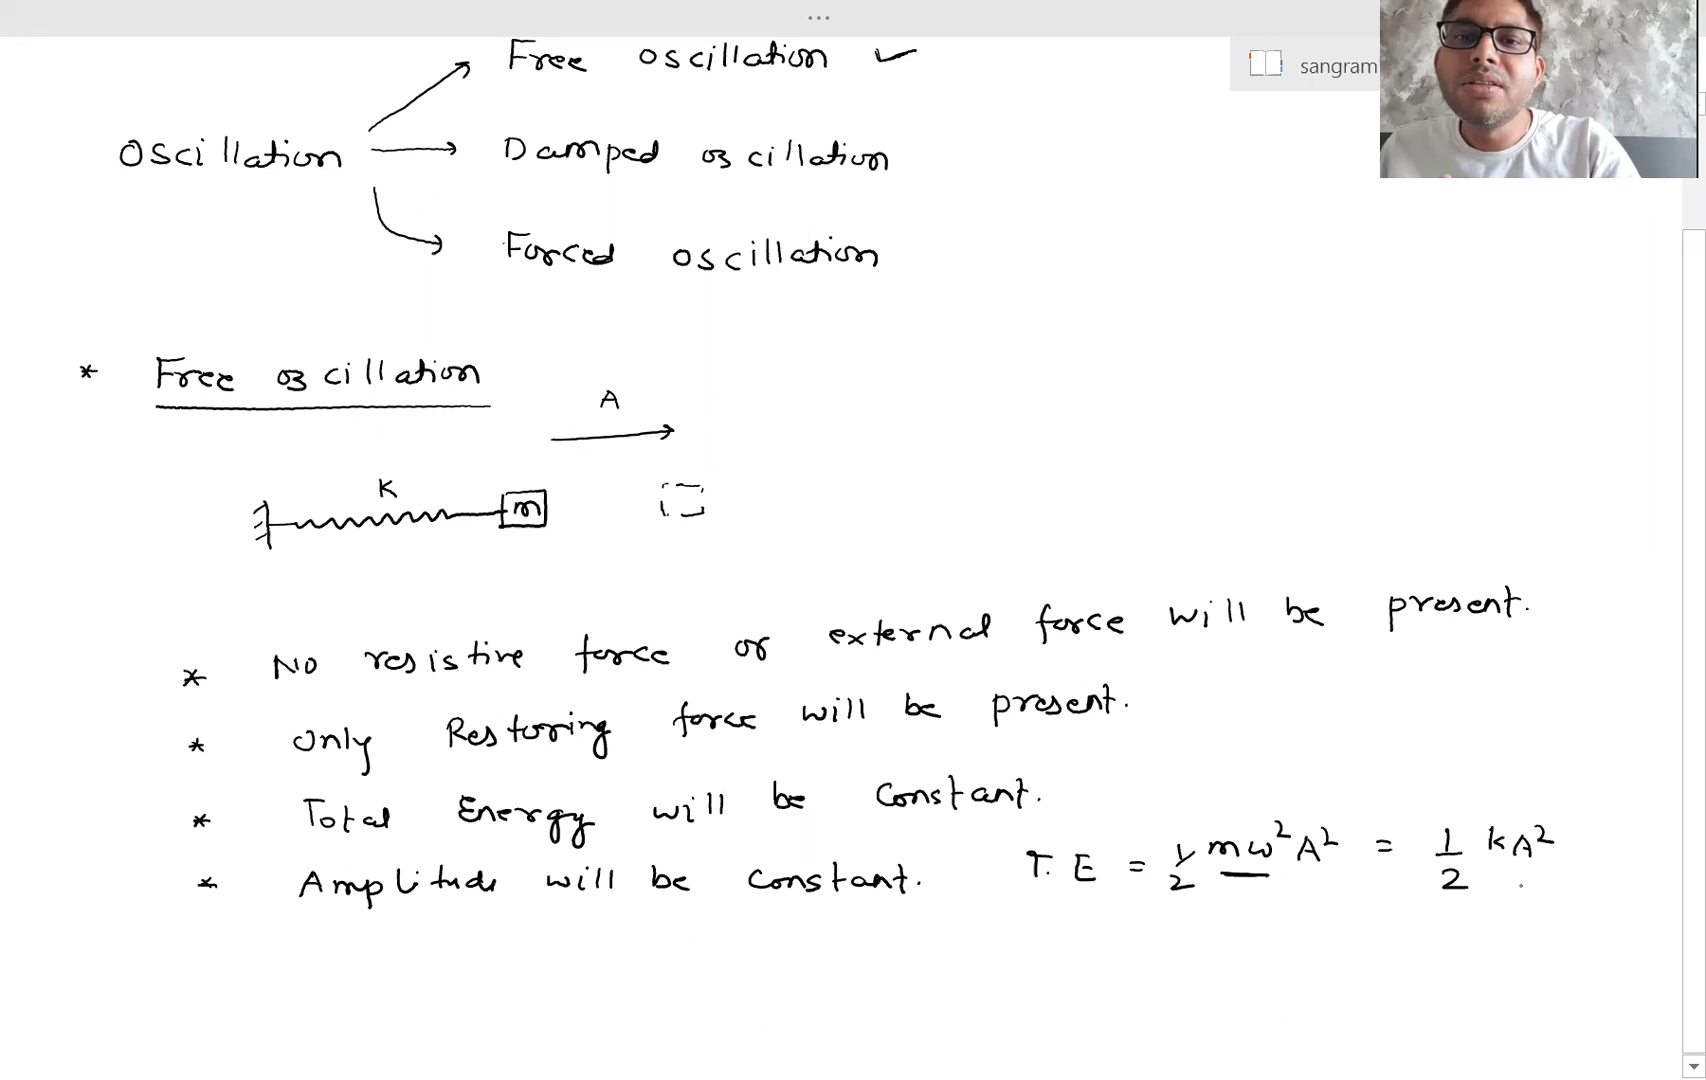 ...
Free oscillation ✓
sangram
Oscillation
Damped oscillation
Forced oscillation
* Free oscillation
A
K
m
* No resistive force or external force will be present.
* Only Restoring force will be present.
* Total Energy will be constant.
* Amplitude will be constant. T. E = 1/2 mω²A² = 1/2 kA²